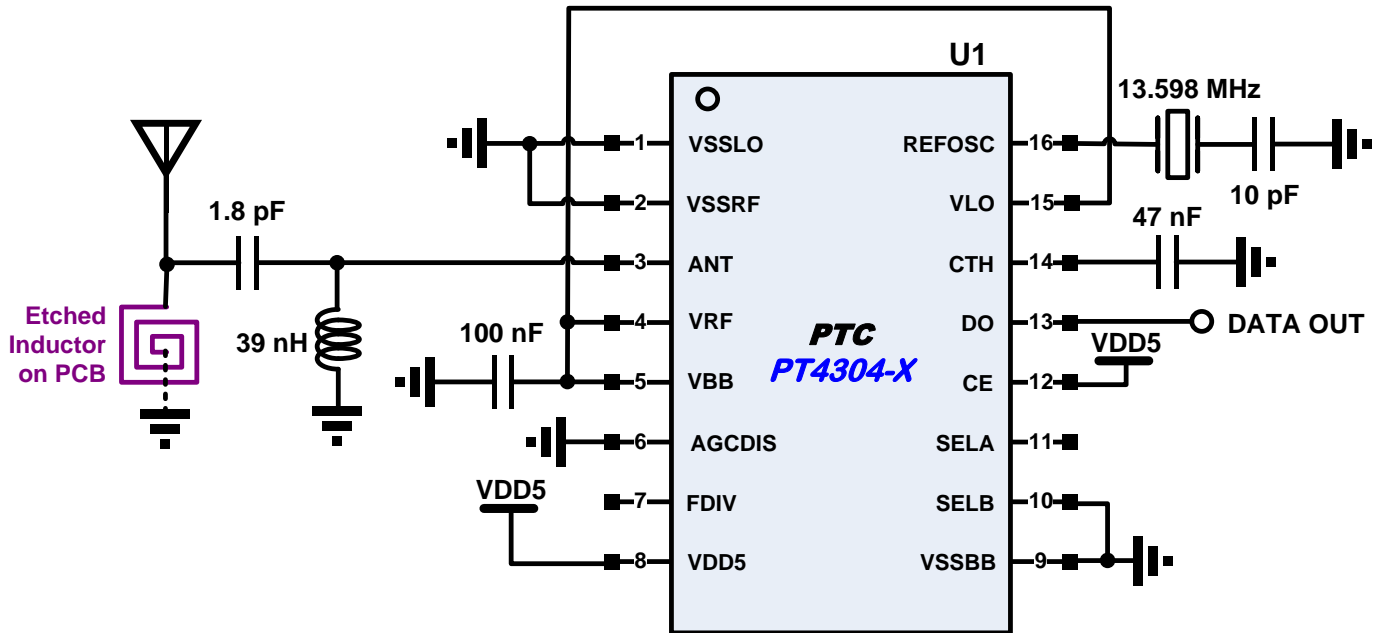 U1
13.598 MHz
1 VSSLO
REFOSC 16
2 VSSRF
VLO 15
10 pF
1.8 pF
47 nF
3 ANT
CTH 14
Etched
Inductor
on PCB
39 nH
4 VRF
DO 13
DATA OUT
100 nF
PTC
PT4304-X
VDD5
5 VBB
CE 12
6 AGCDIS
SELA 11
VDD5
7 FDIV
SELB 10
8 VDD5
VSSBB 9